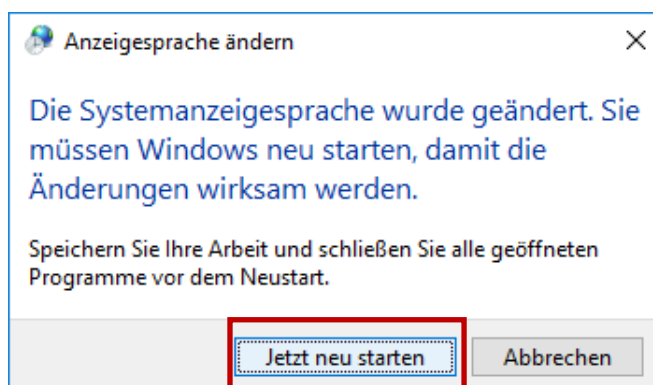 Anzeigesprache ändern
Die Systemanzeigesprache wurde geändert. Sie
müssen Windows neu starten, damit die
Änderungen wirksam werden.
Speichern Sie Ihre Arbeit und schließen Sie alle geöffneten
Programme vor dem Neustart.
Jetzt neu starten Abbrechen